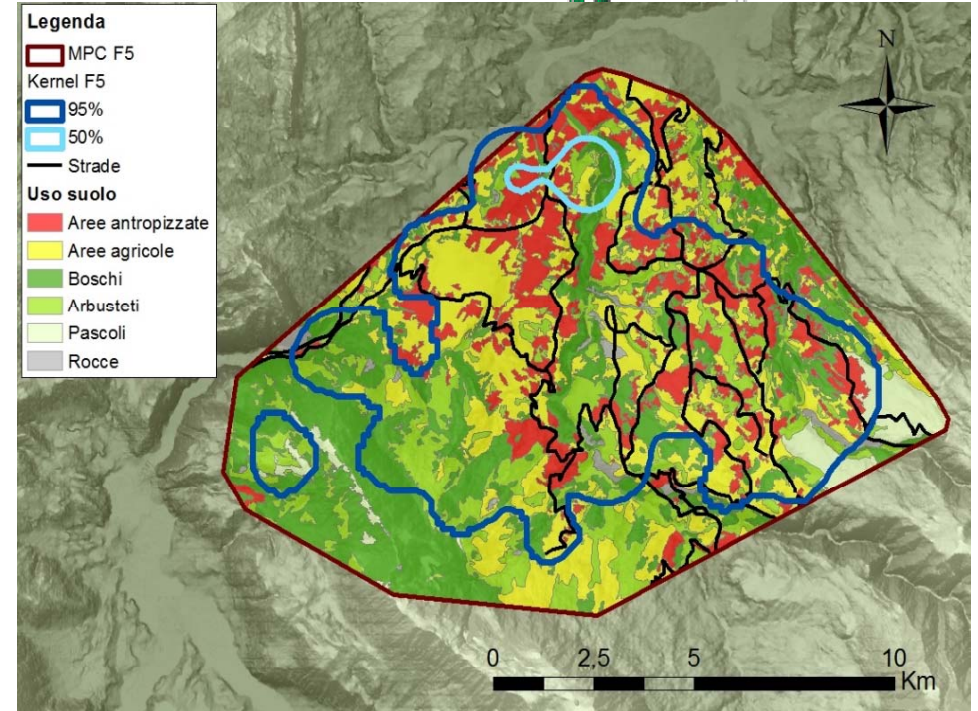 Legenda
MPC F5
Kernel F5
95%
50%
Strade
Uso suolo
Aree antropizzate
Aree agricole
Boschi
Arbusteti
Pascoli
Rocce
N
0 2,5 5 10
Km